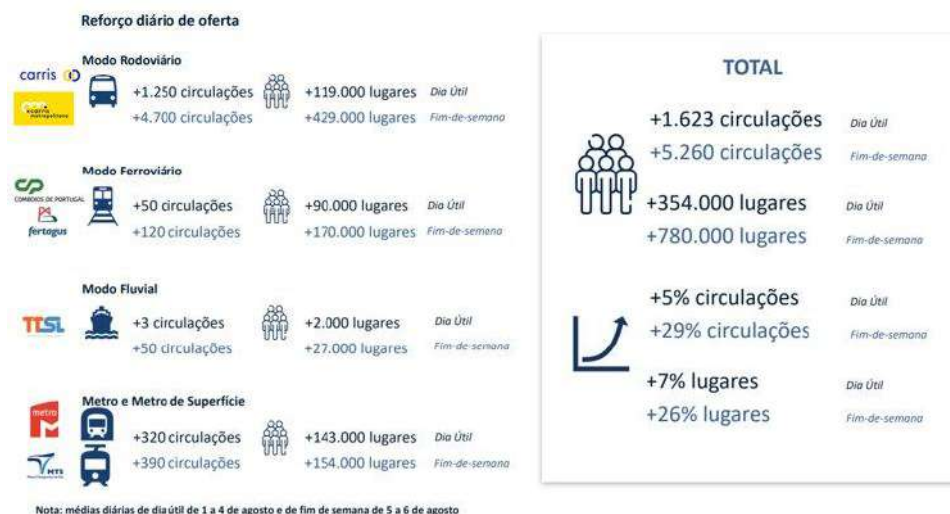 Reforço diário de oferta
Modo Rodoviário
carris
carris
metropolitana
+1.250 circulações +119.000 lugares Dia Útil
+4.700 circulações +429.000 lugares Fim-de-semana
Modo Ferroviário
CP
COMBOIOS DE PORTUGAL
fertagus
+50 circulações +90.000 lugares Dia Útil
+120 circulações +170.000 lugares Fim-de-semana
Modo Fluvial
TTSL
+3 circulações +2.000 lugares Dia Útil
+50 circulações +27.000 lugares Fim-de-semana
Metro e Metro de Superfície
metro
MTS
+320 circulações +143.000 lugares Dia Útil
+390 circulações +154.000 lugares Fim-de-semana
Nota: médias diárias de dia útil de 1 a 4 de agosto e de fim de semana de 5 a 6 de agosto
TOTAL
+1.623 circulações Dia Útil
+5.260 circulações Fim-de-semana
+354.000 lugares Dia Útil
+780.000 lugares Fim-de-semana
+5% circulações Dia Útil
+29% circulações Fim-de-semana
+7% lugares Dia Útil
+26% lugares Fim-de-semana